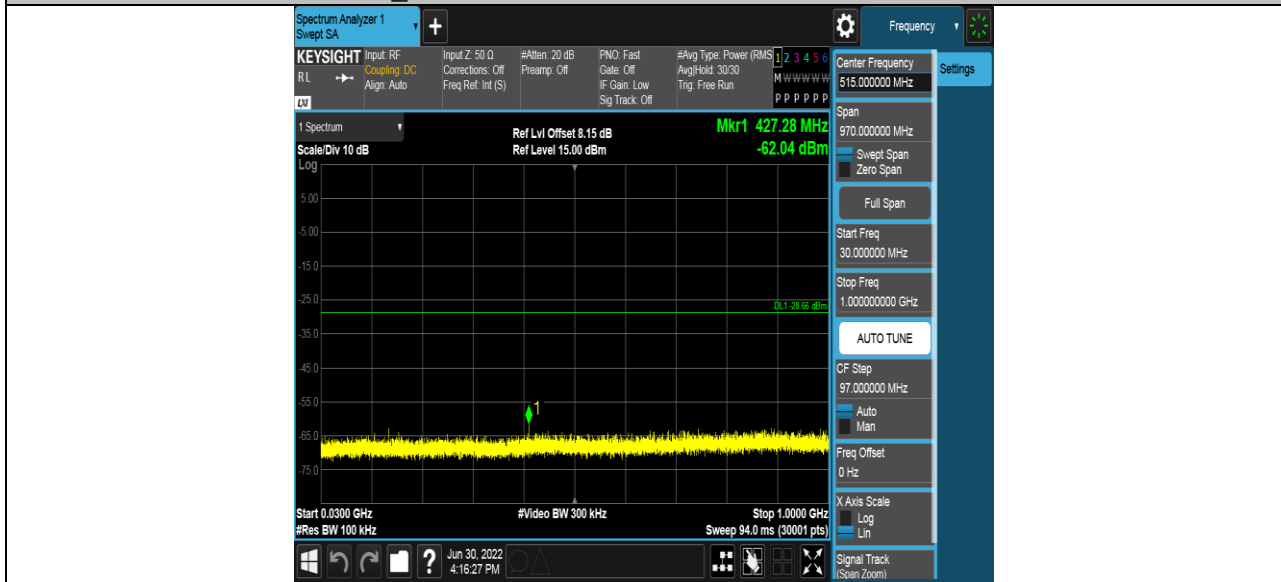 Spectrum Analyzer 1
Swept SA
+
Frequency
KEYSIGHT
RL
LXI
Input: RF
Coupling: DC
Align: Auto
Input Z: 50 Ω
Corrections: Off
Freq Ref: Int (S)
#Atten: 20 dB
Preamp: Off
PNO: Fast
Gate: Off
IF Gain: Low
Sig Track: Off
#Avg Type: Power (RMS
Avg|Hold: 30/30
Trig: Free Run
1 2 3 4 5 6
M W W W W W
P P P P P P
1 Spectrum
Scale/Div 10 dB
Log
Ref Lvl Offset 8.15 dB
Ref Level 15.00 dBm
Mkr1 427.28 MHz
-62.04 dBm
5.00
-5.00
-15.0
-25.0
DL1 -28.66 dBm
-35.0
-45.0
-55.0
1
-65.0
-75.0
Start 0.0300 GHz
#Res BW 100 kHz
#Video BW 300 kHz
Stop 1.0000 GHz
Sweep 94.0 ms (30001 pts)
?
Jun 30, 2022
4:16:27 PM
Center Frequency
515.000000 MHz
Settings
Span
970.000000 MHz
Swept Span
Zero Span
Full Span
Start Freq
30.000000 MHz
Stop Freq
1.000000000 GHz
AUTO TUNE
CF Step
97.000000 MHz
Auto
Man
Freq Offset
0 Hz
X Axis Scale
Log
Lin
Signal Track
(Span Zoom)